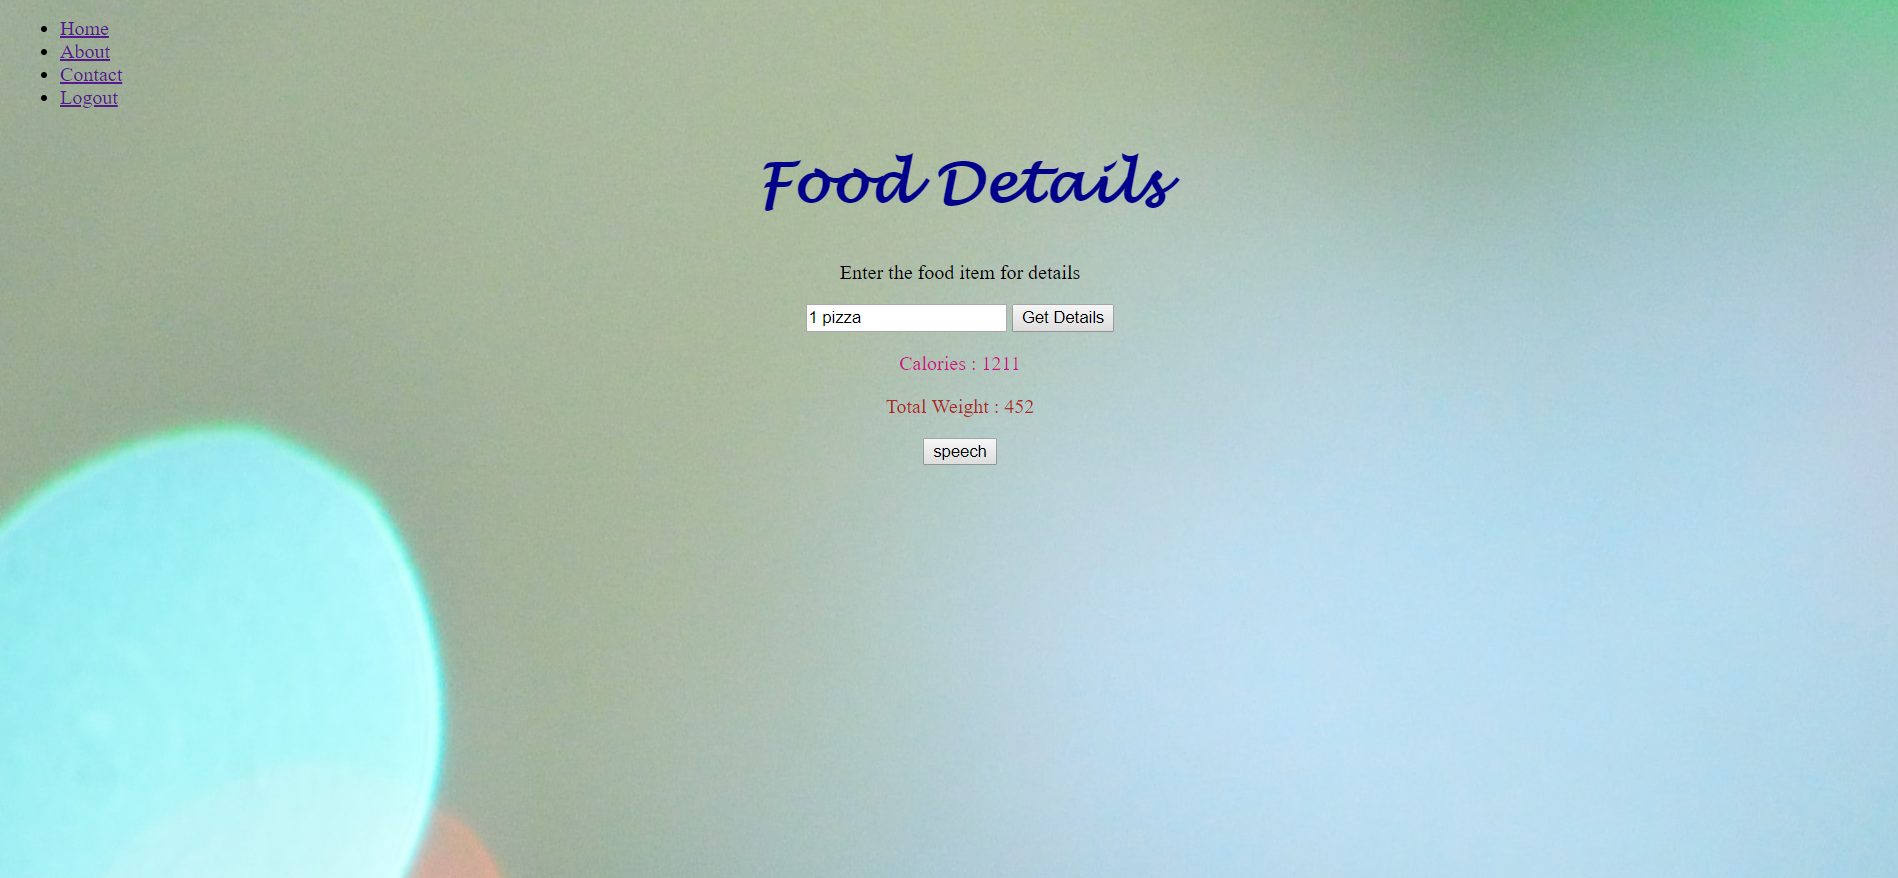 Home
About
Contact
Logout
Food Details
Enter the food item for details
1 pizza Get Details
Calories : 1211
Total Weight : 452
speech